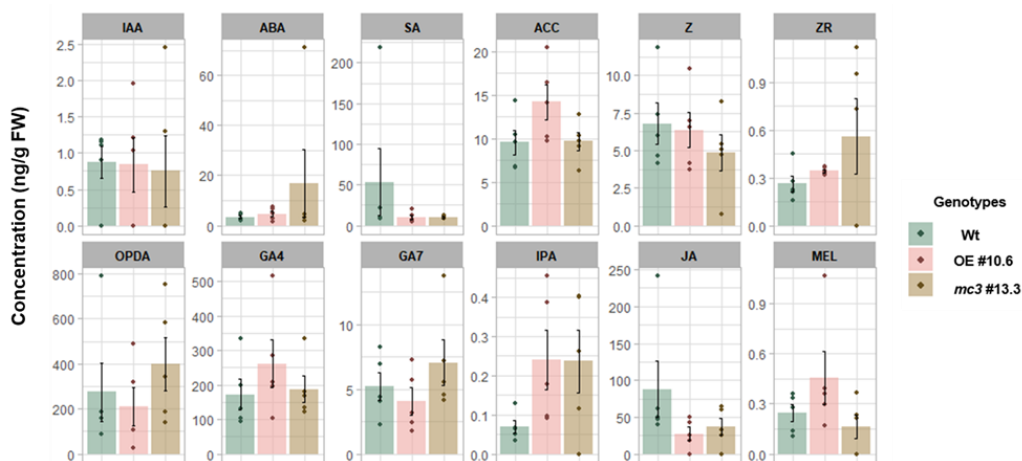 IAA ABA SA ACC Z ZR
2.5 2.0 1.5 1.0 0.5 0.0
60 40 20 0
200 150 100 50 0
20 15 10 5 0
10.0 7.5 5.0 2.5 0.0
0.9 0.6 0.3 0.0
Concentration (ng/g FW)
OPDA GA4 GA7 IPA JA MEL
800 600 400 200 0
500 400 300 200 100 0
10 5 0
0.4 0.3 0.2 0.1 0.0
250 200 150 100 50 0
0.9 0.6 0.3 0.0
Genotypes
Wt
OE #10.6
mc3 #13.3